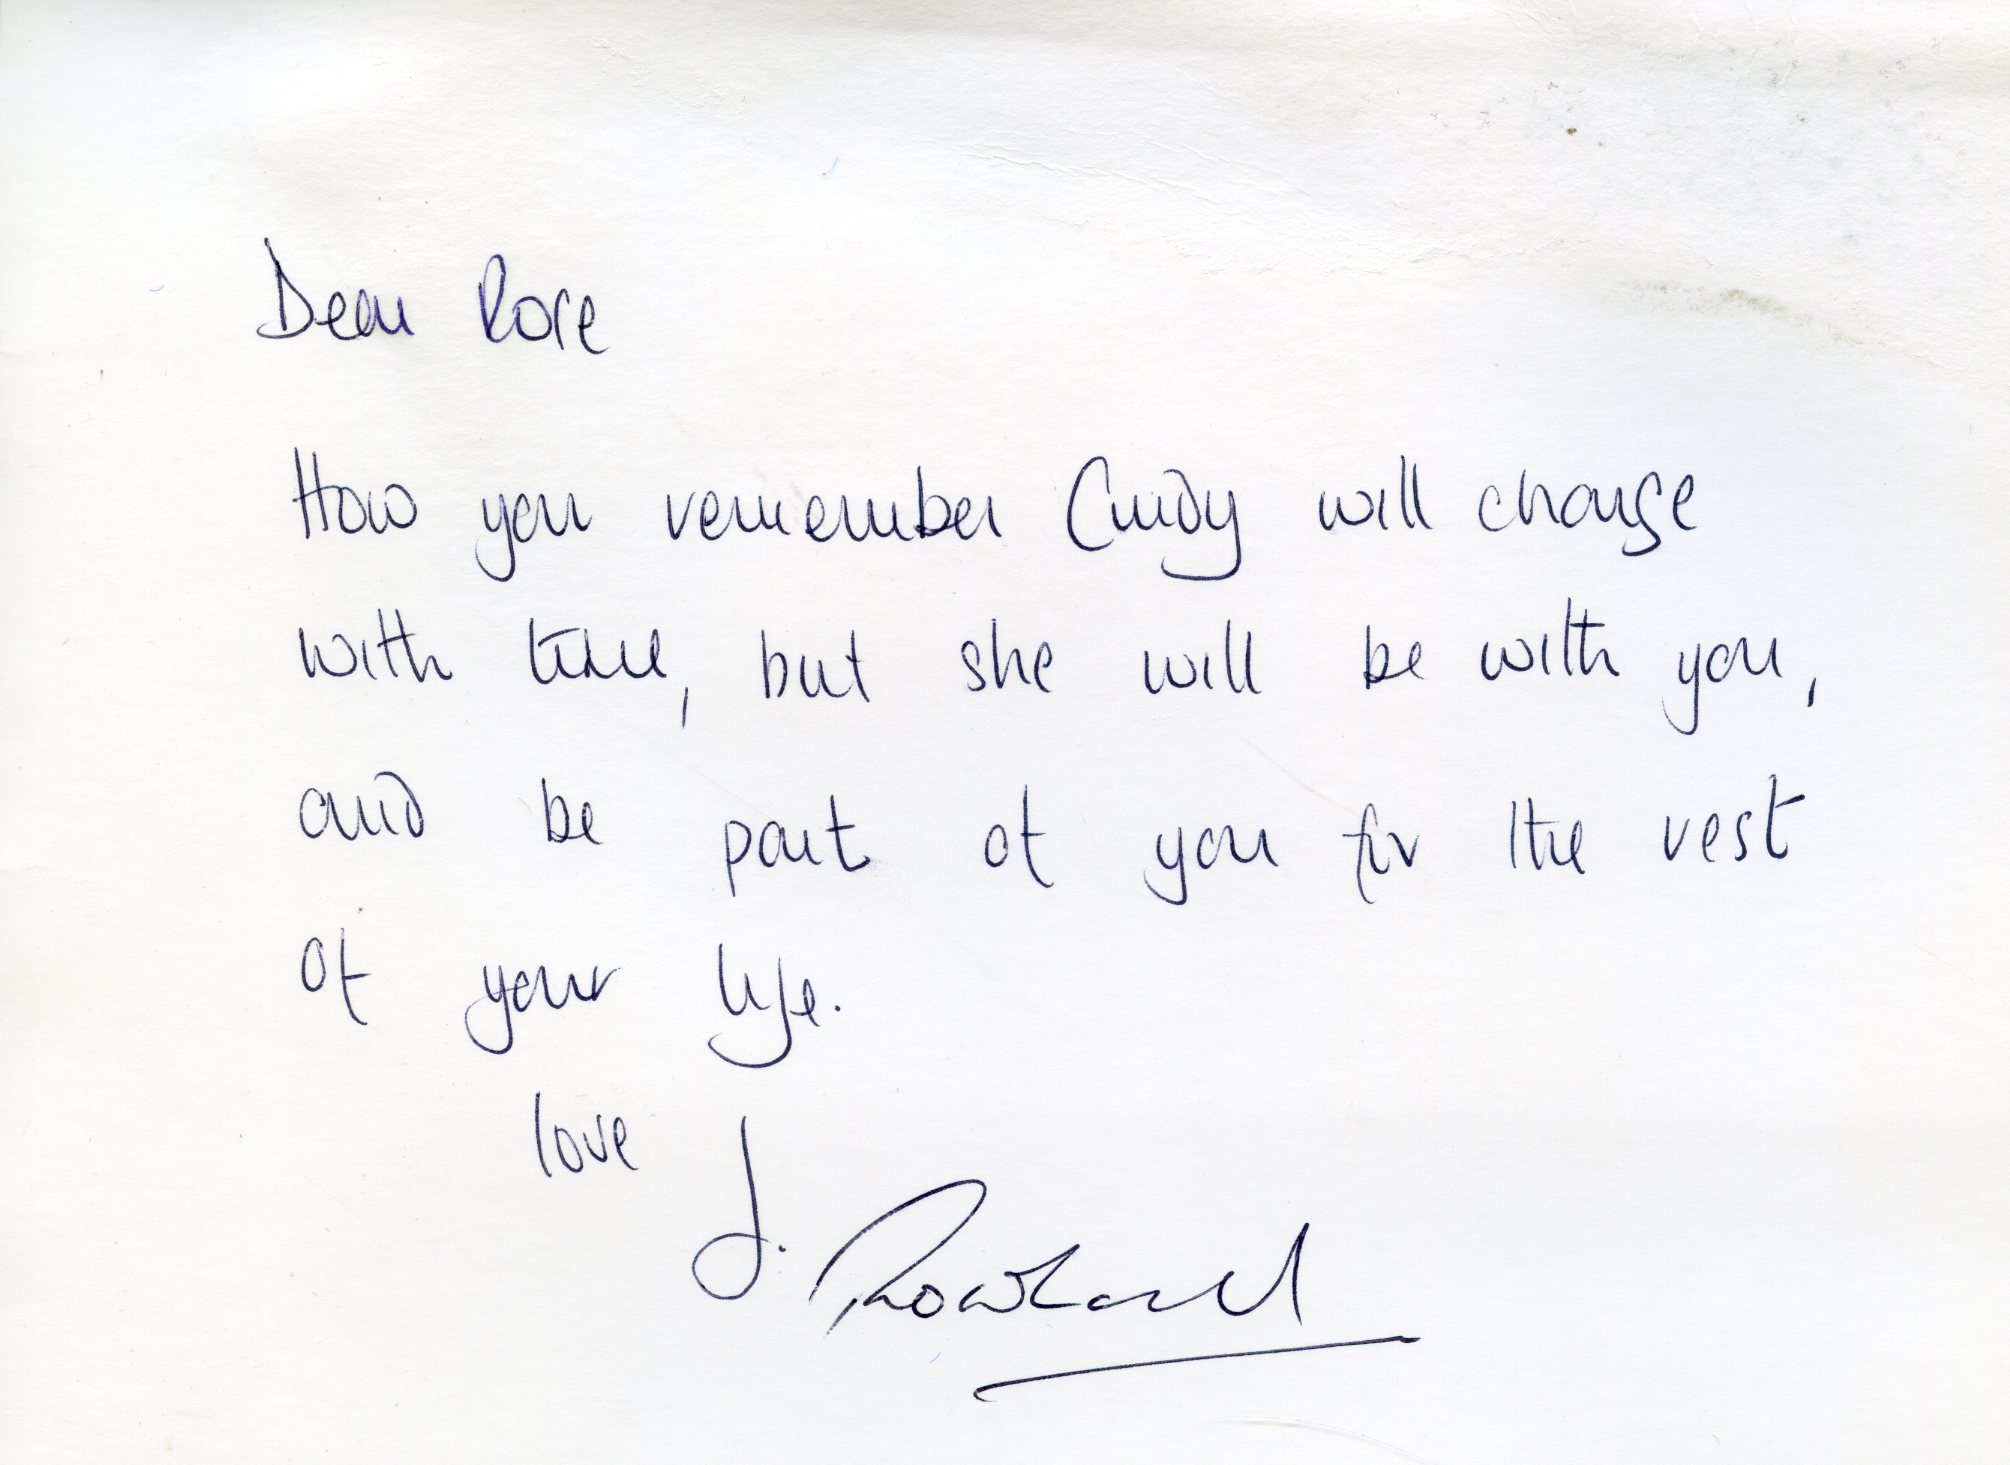 Dear Rose
How you remember Cindy will change
with time, but she will be with you,
and be part of you for the rest
of your life.
love
J. Rowland